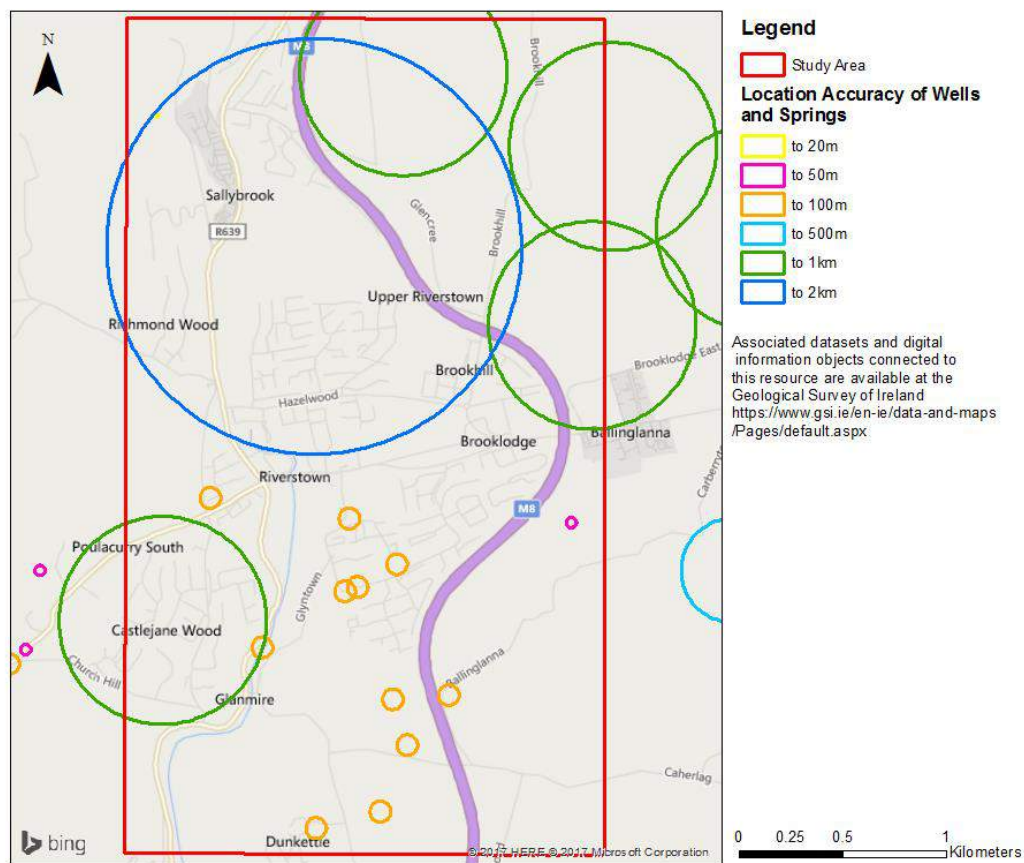 N
M8
Brookhill
Sallybrook
R639
Glencree
Brookhill
Upper Riverstown
Richmond Wood
Brooklodge East
Brookhill
Hazelwood
Brooklodge
Ballinglanna
Riverstown
M8
Poulacurry South
Glyntown
Castlejane Wood
Church Hill
Ballinglanna
Glanmire
Caherlag
Dunkettle
bing
© 2017 HERE © 2017 Microsoft Corporation
Legend
Study Area
Location Accuracy of Wells
and Springs
to 20m
to 50m
to 100m
to 500m
to 1km
to 2km
Associated datasets and digital
information objects connected to
this resource are available at the
Geological Survey of Ireland
https://www.gsi.ie/en-ie/data-and-maps
/Pages/default.aspx
0 0.25 0.5 1
Kilometers